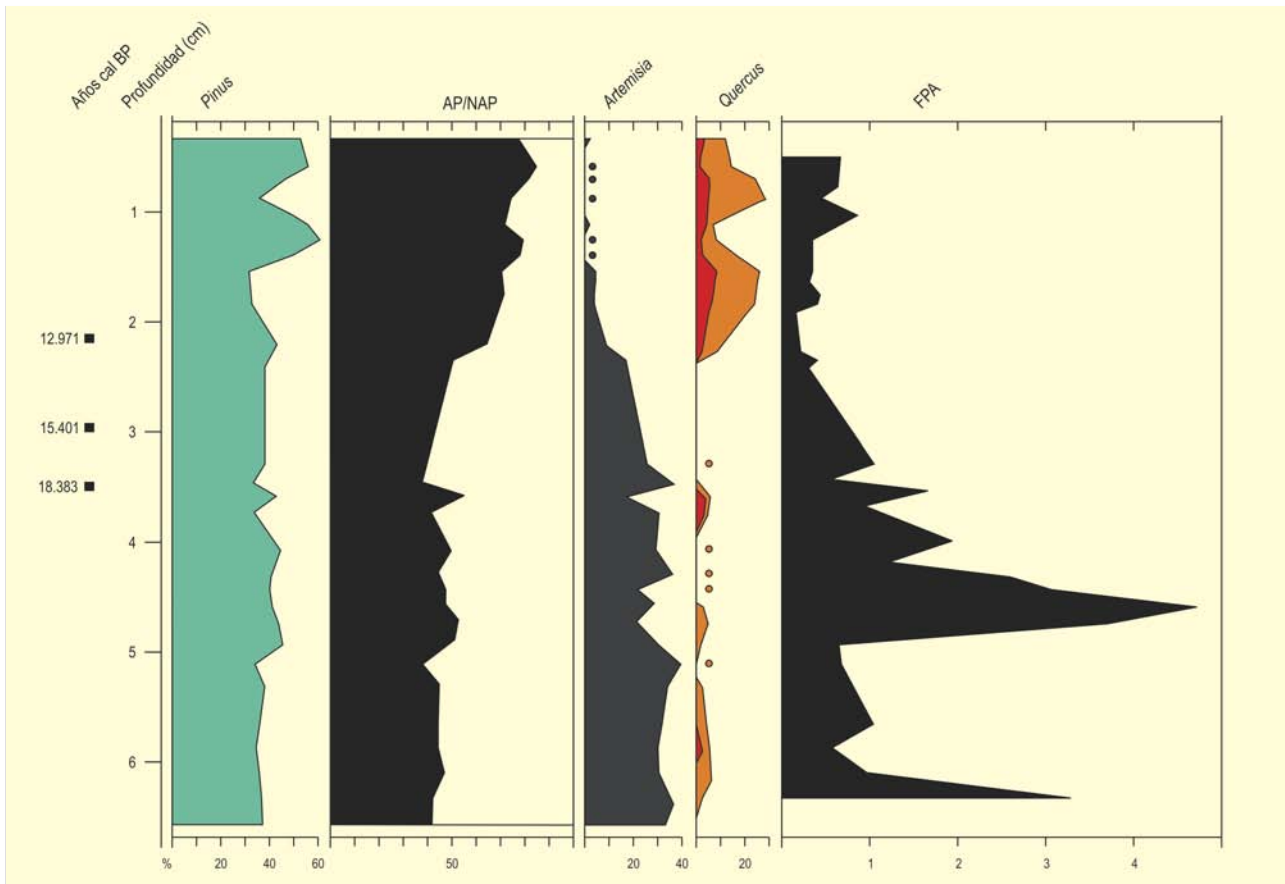 Años cal BP
Profundidad (cm)
Pinus
AP/NAP
Artemisia
Quercus
FPA
1
2
12.971
15.401
3
18.383
4
5
6
% 20 40 60 50 20 40 20 1 2 3 4